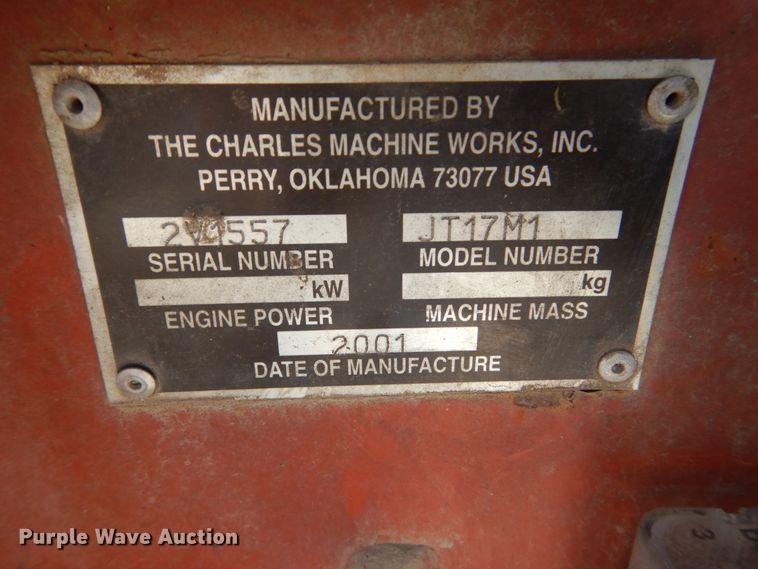 MANUFACTURED BY
THE CHARLES MACHINE WORKS, INC.
PERRY, OKLAHOMA 73077 USA
JT17M1
SERIAL NUMBER
MODEL NUMBER
kW
kg
ENGINE POWER
MACHINE MASS
2001
DATE OF MANUFACTURE
3
Purple Wave Auction